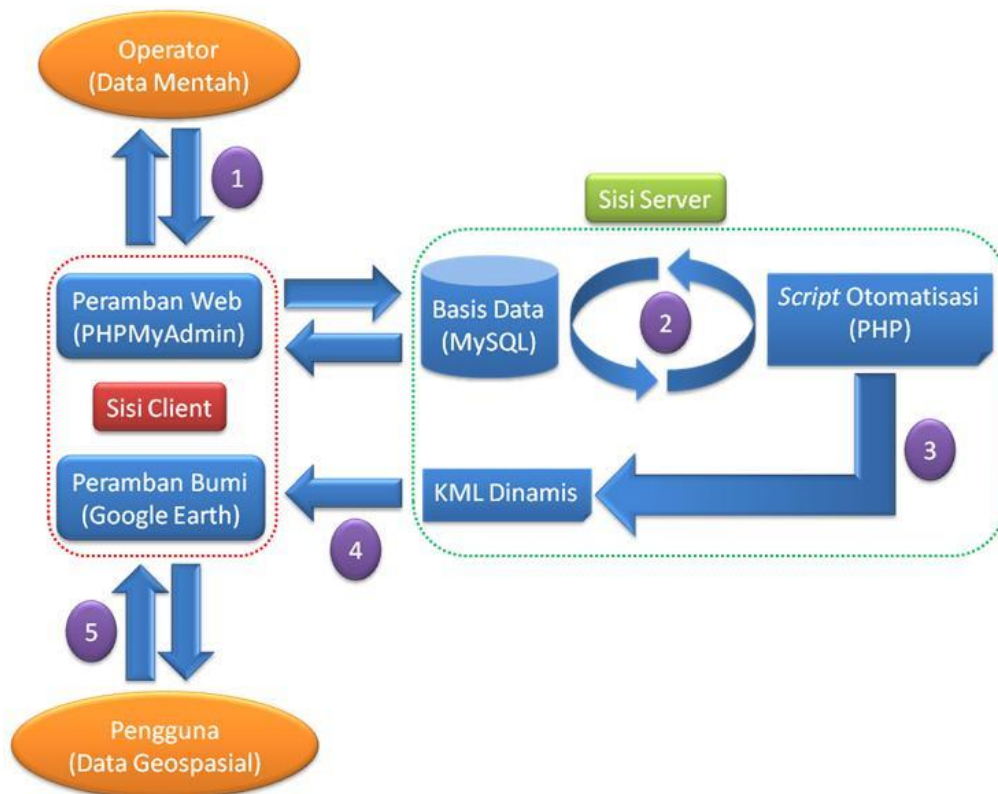 Operator
(Data Mentah)
1
Sisi Server
Peramban Web
(PHPMyAdmin)
Basis Data
(MySQL)
2
Script Otomatisasi
(PHP)
Sisi Client
3
Peramban Bumi
(Google Earth)
KML Dinamis
4
5
Pengguna
(Data Geospasial)